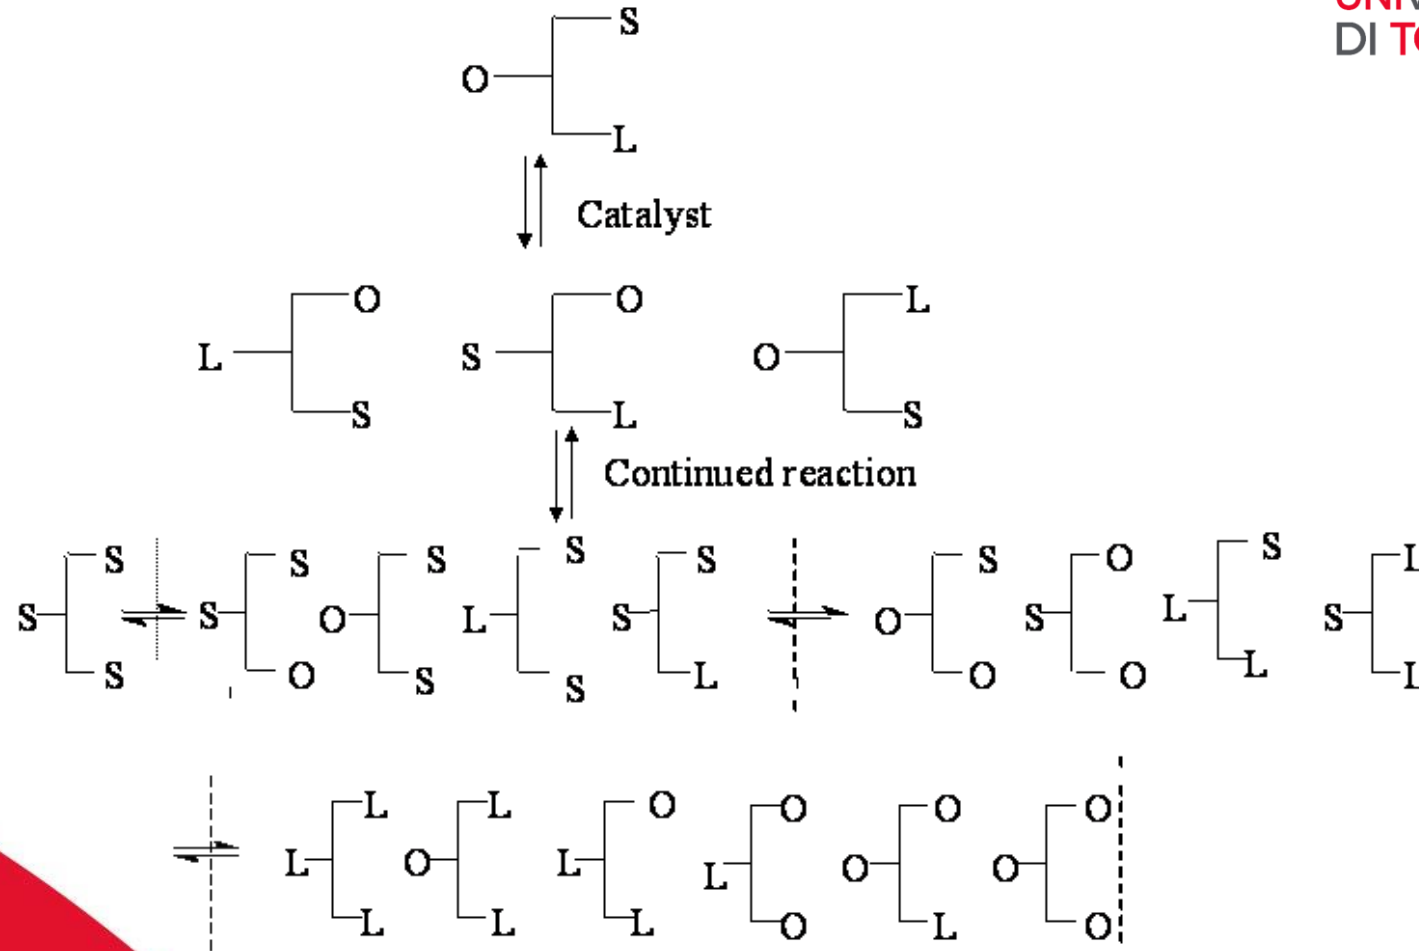 DI
S
O
L
Catalyst
O O L
L S O
S L S
Continued reaction
S S S S S S O S L
S S O L S O S L S
S O S S L O O L L
L L O O O O
L O L L O O
L L L O L O